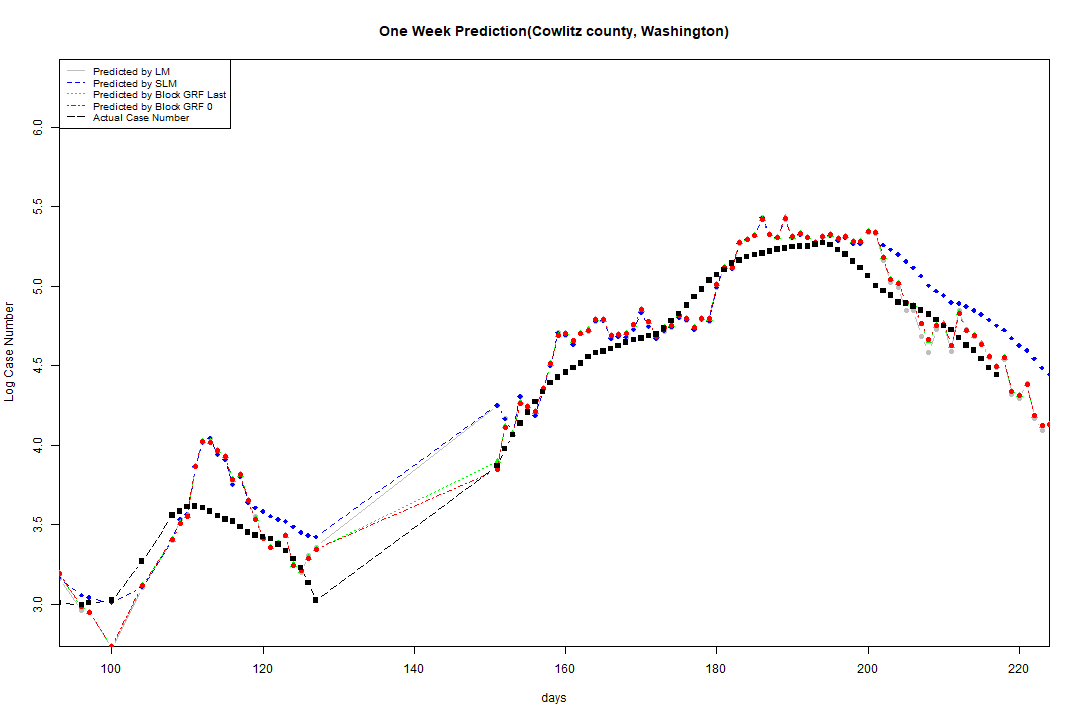 One Week Prediction(Cowlitz county, Washington)
Predicted by LM
Predicted by SLM
Predicted by Block GRF Last
Predicted by Block GRF 0
Actual Case Number
Log Case Number
6.0
5.5
5.0
4.5
4.0
3.5
3.0
100 120 140 160 180 200 220
days